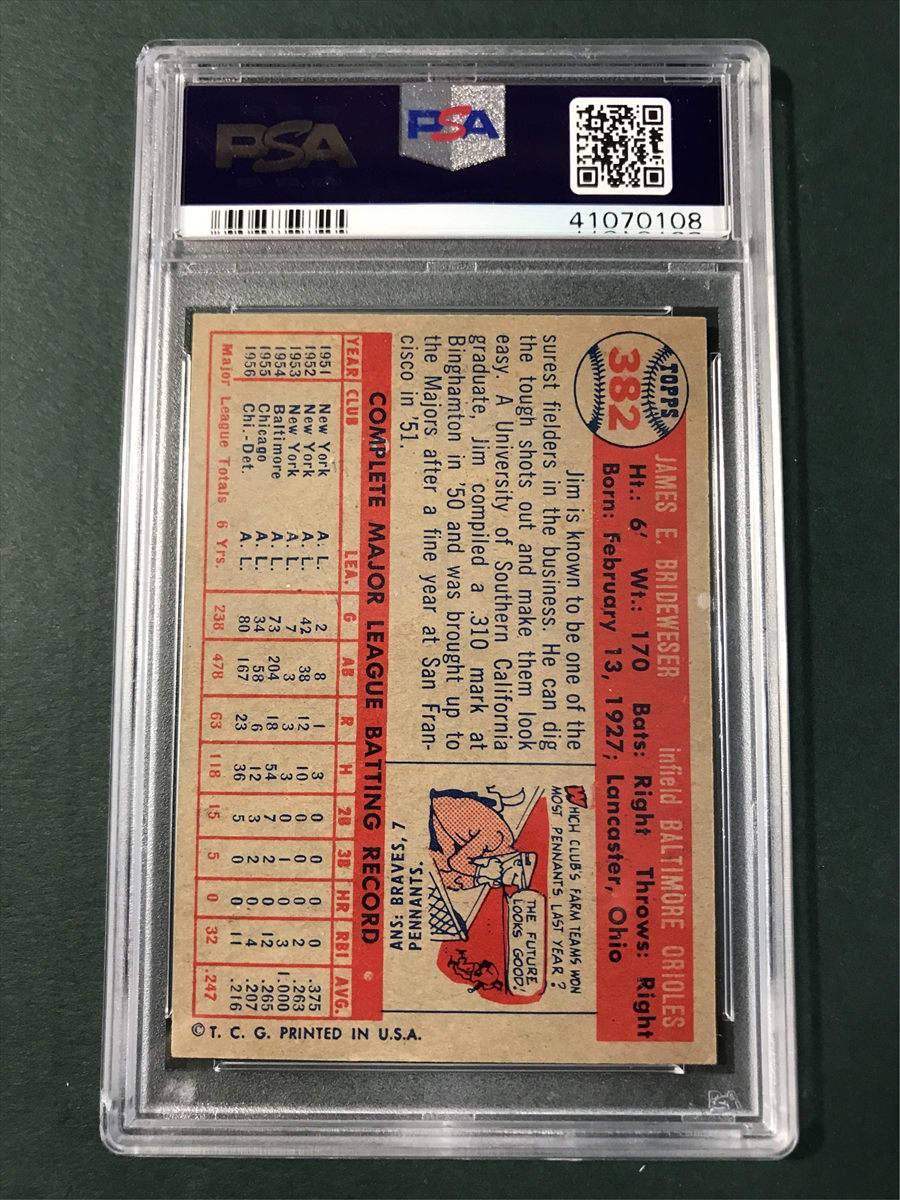 PSA
PSA
41070108
TOPPS
382
JAMES E. BRIDEWESER infield BALTIMORE ORIOLES
Ht.: 6' Wt.: 170 Bats: Right Throws: Right
Born: February 13, 1927; Lancaster, Ohio
Jim is known to be one of the
surest fielders in the business. He can dig
the tough shots out and make them look
easy. A University of Southern California
graduate, Jim compiled a .310 mark at
Binghamton in '50 and was brought up to
the Majors after a fine year at San Fran-
cisco in '51.
WHICH CLUB'S FARM TEAMS WON
MOST PENNANTS LAST YEAR?
THE FUTURE
LOOKS GOOD!
ANS: BRAVES, 7
PENNANTS.
COMPLETE MAJOR LEAGUE BATTING RECORD
YEAR CLUB LEA. G AB R H 2B 3B HR RBI AVG.
1951 New York A. L. 2 8 1 3 0 0 0 0 .375
1952 New York A. L. 42 38 12 10 0 0 0 2 .263
1953 New York A. L. 7 3 3 3 0 1 0 3 1.000
1954 Baltimore A. L. 73 204 18 54 7 2 0 12 .265
1955 Chicago A. L. 34 58 6 12 3 2 0 4 .207
1956 Chi.-Det. A. L. 80 167 23 36 5 0 0 11 .216
Major League Totals 6 Yrs. 238 478 63 118 15 5 0 32 .247
© T. C. G. PRINTED IN U.S.A.